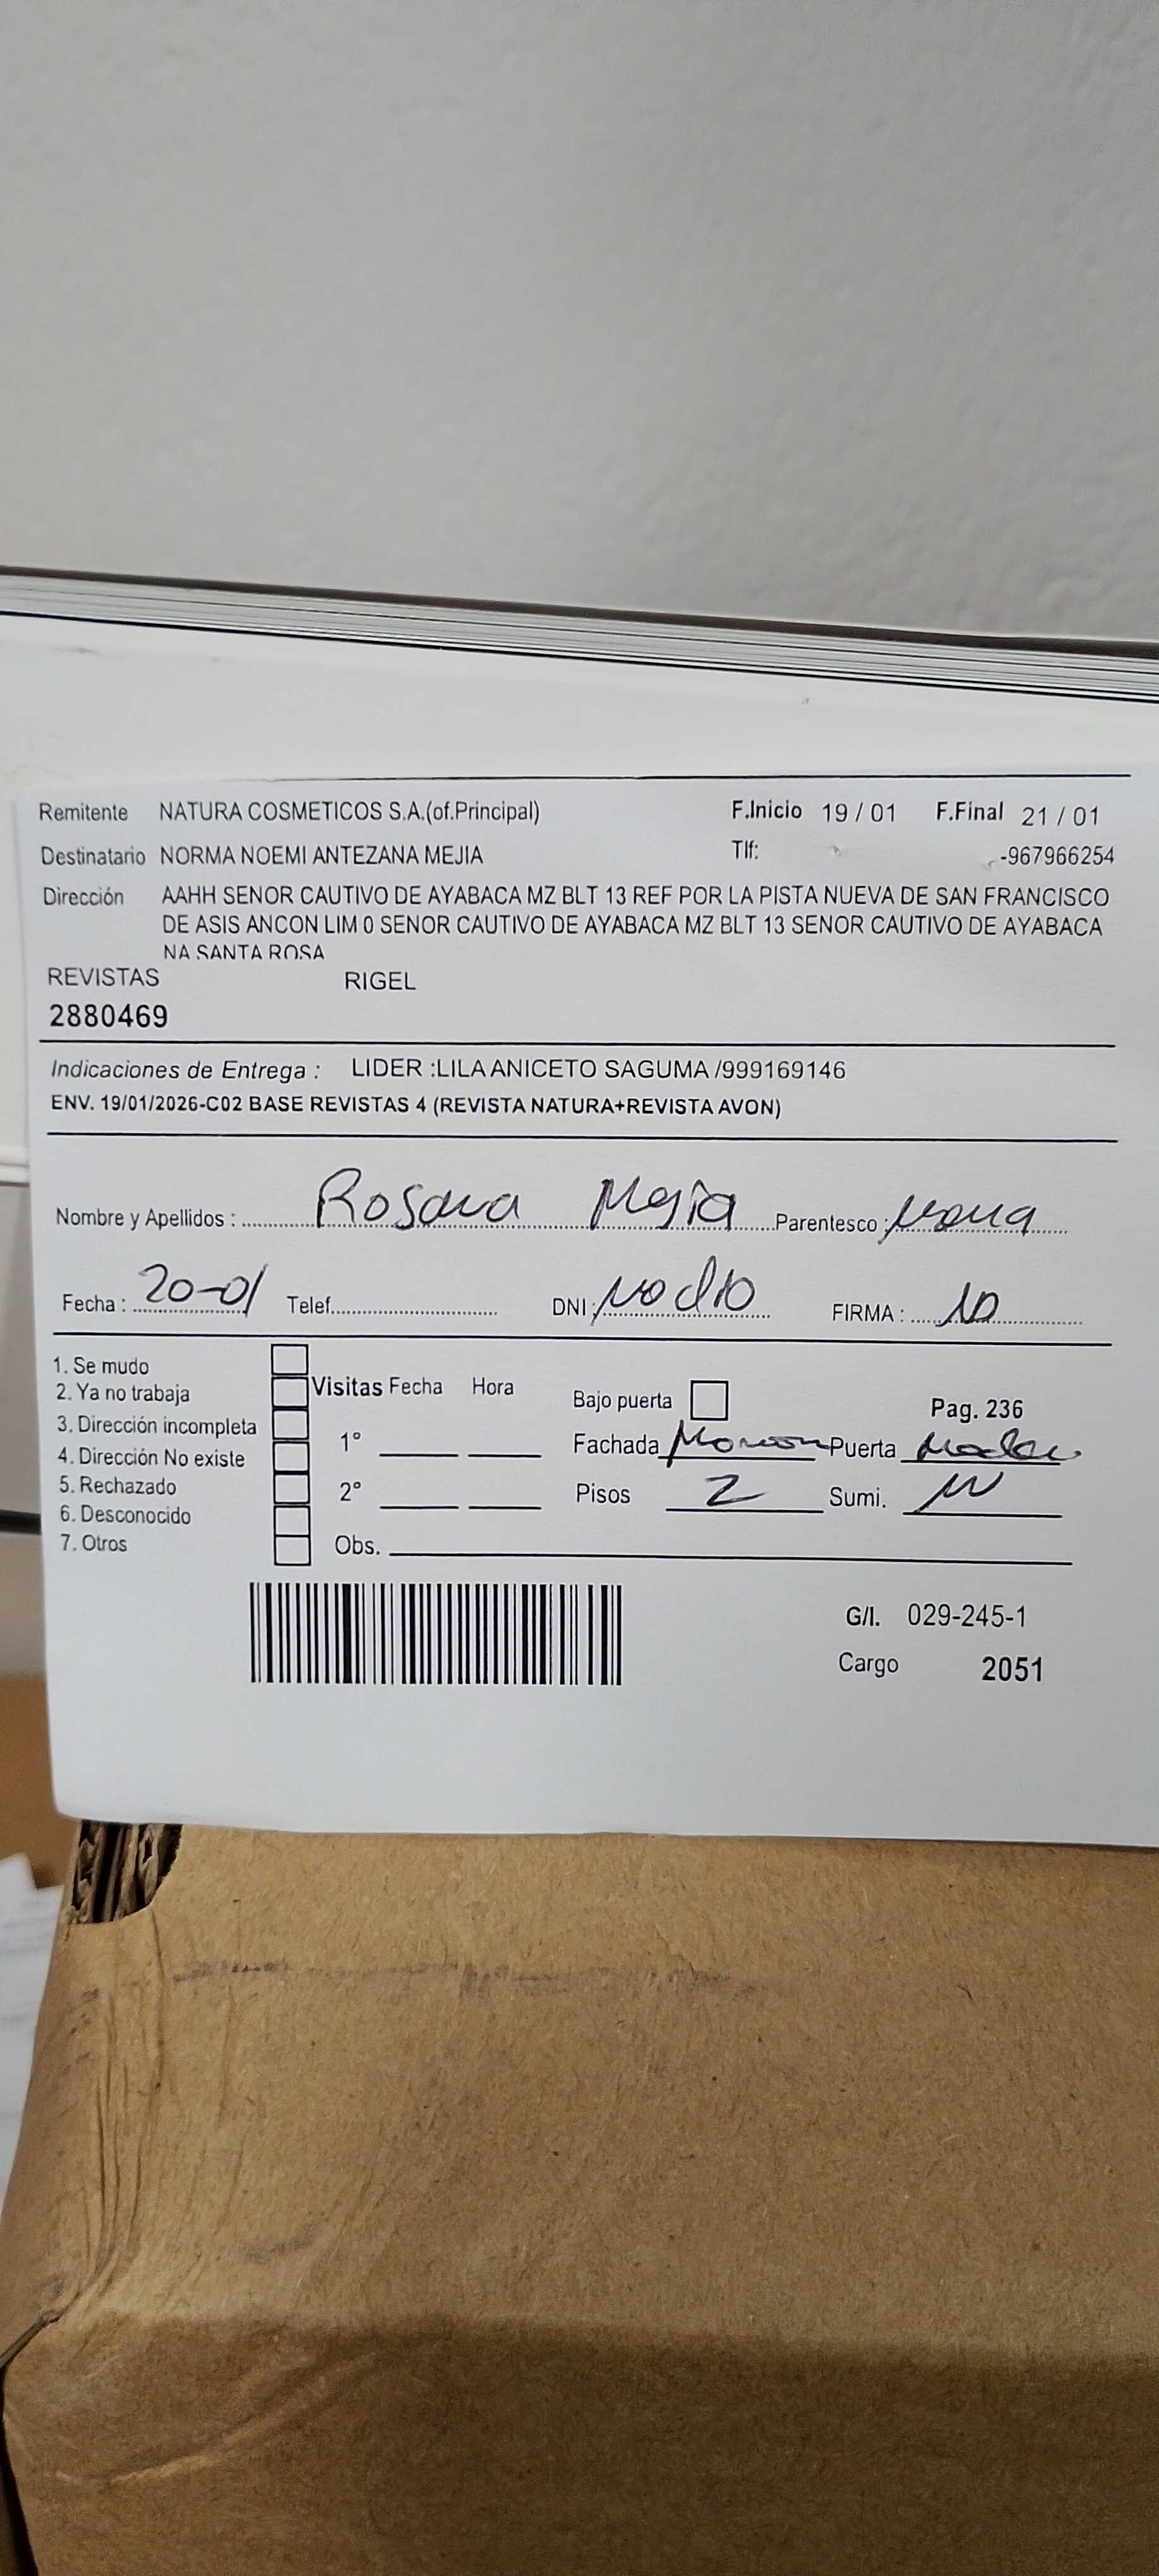 Remitente NATURA COSMETICOS S.A.(of.Principal) F.Inicio 19 / 01 F.Final 21 / 01
Destinatario NORMA NOEMI ANTEZANA MEJIA Tlf: -967966254
Dirección AAHH SENOR CAUTIVO DE AYABACA MZ BLT 13 REF POR LA PISTA NUEVA DE SAN FRANCISCO
DE ASIS ANCON LIM 0 SENOR CAUTIVO DE AYABACA MZ BLT 13 SENOR CAUTIVO DE AYABACA
NA SANTA ROSA
REVISTAS RIGEL
2880469
Indicaciones de Entrega : LIDER :LILA ANICETO SAGUMA /999169146
ENV. 19/01/2026-C02 BASE REVISTAS 4 (REVISTA NATURA+REVISTA AVON)
Nombre y Apellidos : Rosana Mejia Parentesco :
Fecha : 20-01 Telef. DNI : no dio FIRMA :
1. Se mudo
2. Ya no trabaja Visitas Fecha Hora Bajo puerta Pag. 236
3. Dirección incompleta 1° Fachada Puerta
4. Dirección No existe
5. Rechazado 2° Pisos 2 Sumi.
6. Desconocido
7. Otros Obs.
G/I. 029-245-1
Cargo 2051